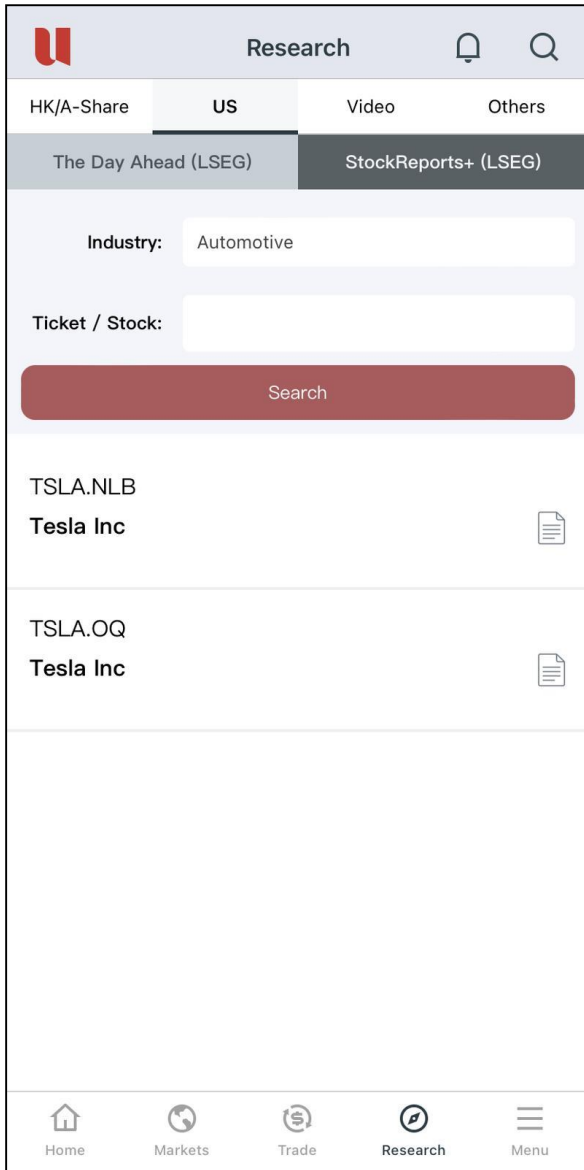 Research
HK/A-Share US Video Others
The Day Ahead (LSEG) StockReports+ (LSEG)
Industry: Automotive
Ticket / Stock:
Search
TSLA.NLB
Tesla Inc
TSLA.OQ
Tesla Inc
Home Markets Trade Research Menu